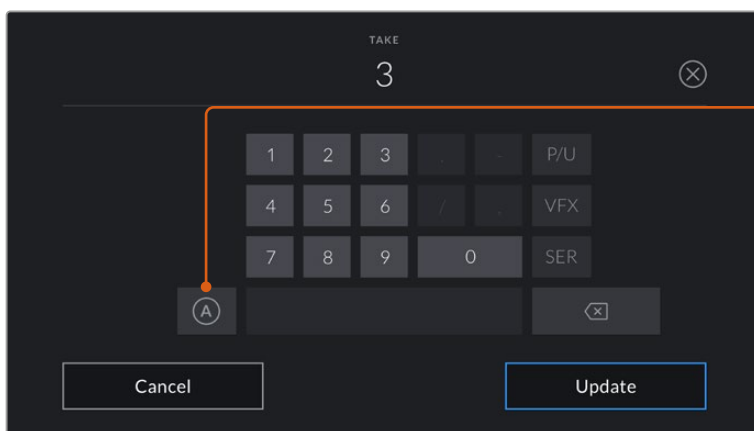 TAKE
3
1 2 3 . - P/U
4 5 6 / , VFX
7 8 9 0 SER
A
Cancel Update